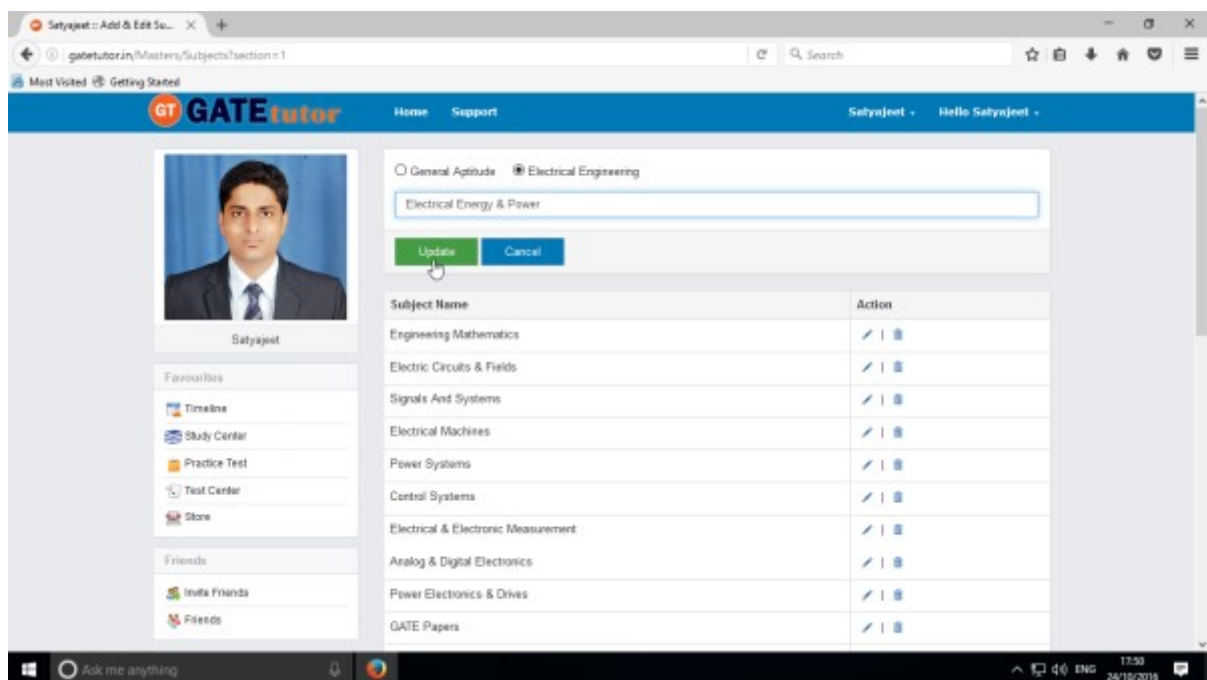 Satyajeet :: Add & Edit Su...
gatetutor.in/Masters/Subjects?section=1
Search
Most Visited Getting Started
GT GATEtutor Home Support Satyajeet Hello Satyajeet
General Aptitude Electrical Engineering
Electrical Energy & Power
Update Cancel
Satyajeet
Favourites
Timeline
Study Center
Practice Test
Test Center
Store
Friends
Invite Friends
Friends
Subject Name Action
Engineering Mathematics |
Electric Circuits & Fields |
Signals And Systems |
Electrical Machines |
Power Systems |
Control Systems |
Electrical & Electronic Measurement |
Analog & Digital Electronics |
Power Electronics & Drives |
GATE Papers |
Ask me anything
ENG 17:50
24/10/2016